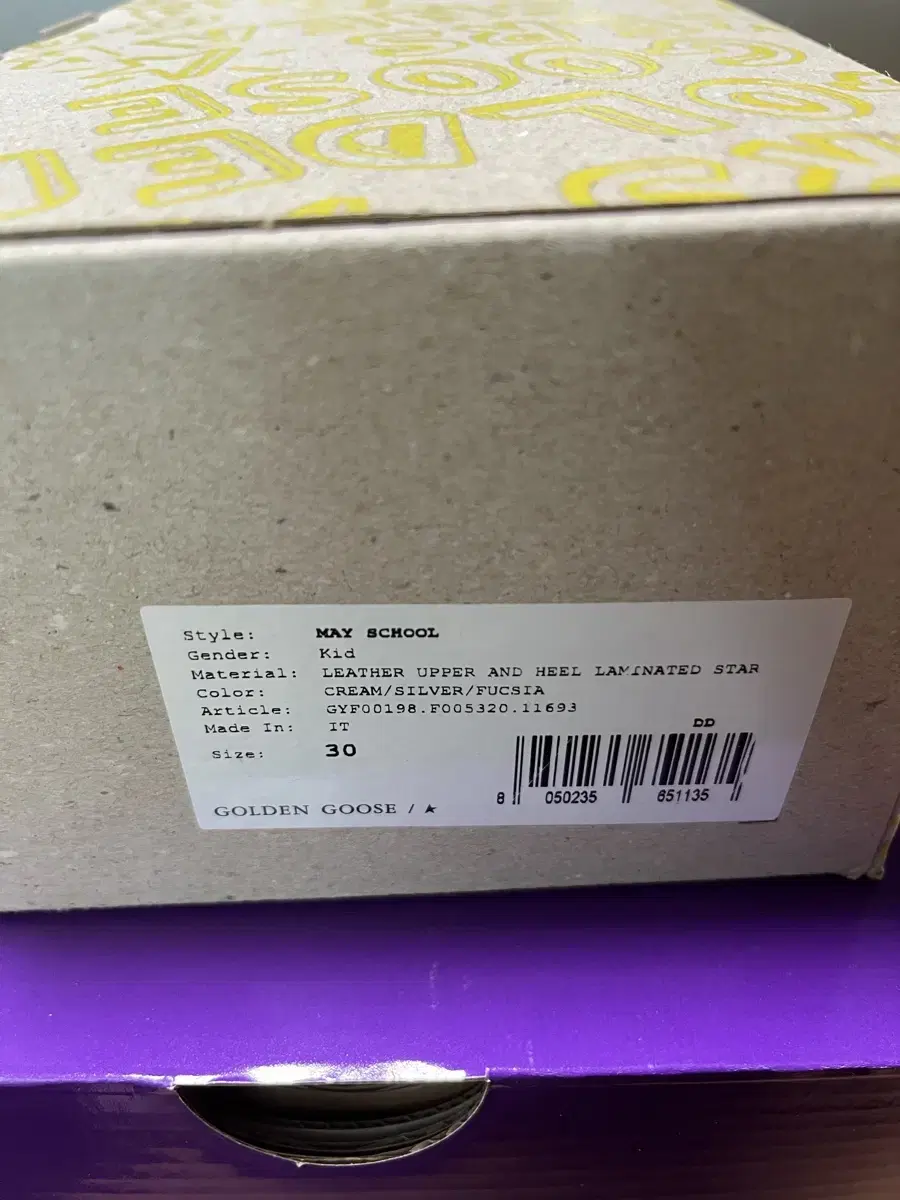 GOLD
Style: MAY SCHOOL
Gender: Kid
Material: LEATHER UPPER AND HEEL LAMINATED STAR
Color: CREAM/SILVER/FUCSIA
Article: GYF00198.F005320.11693
Made In: IT
DD
Size: 30
8 050235 651135
GOLDEN GOOSE / ★